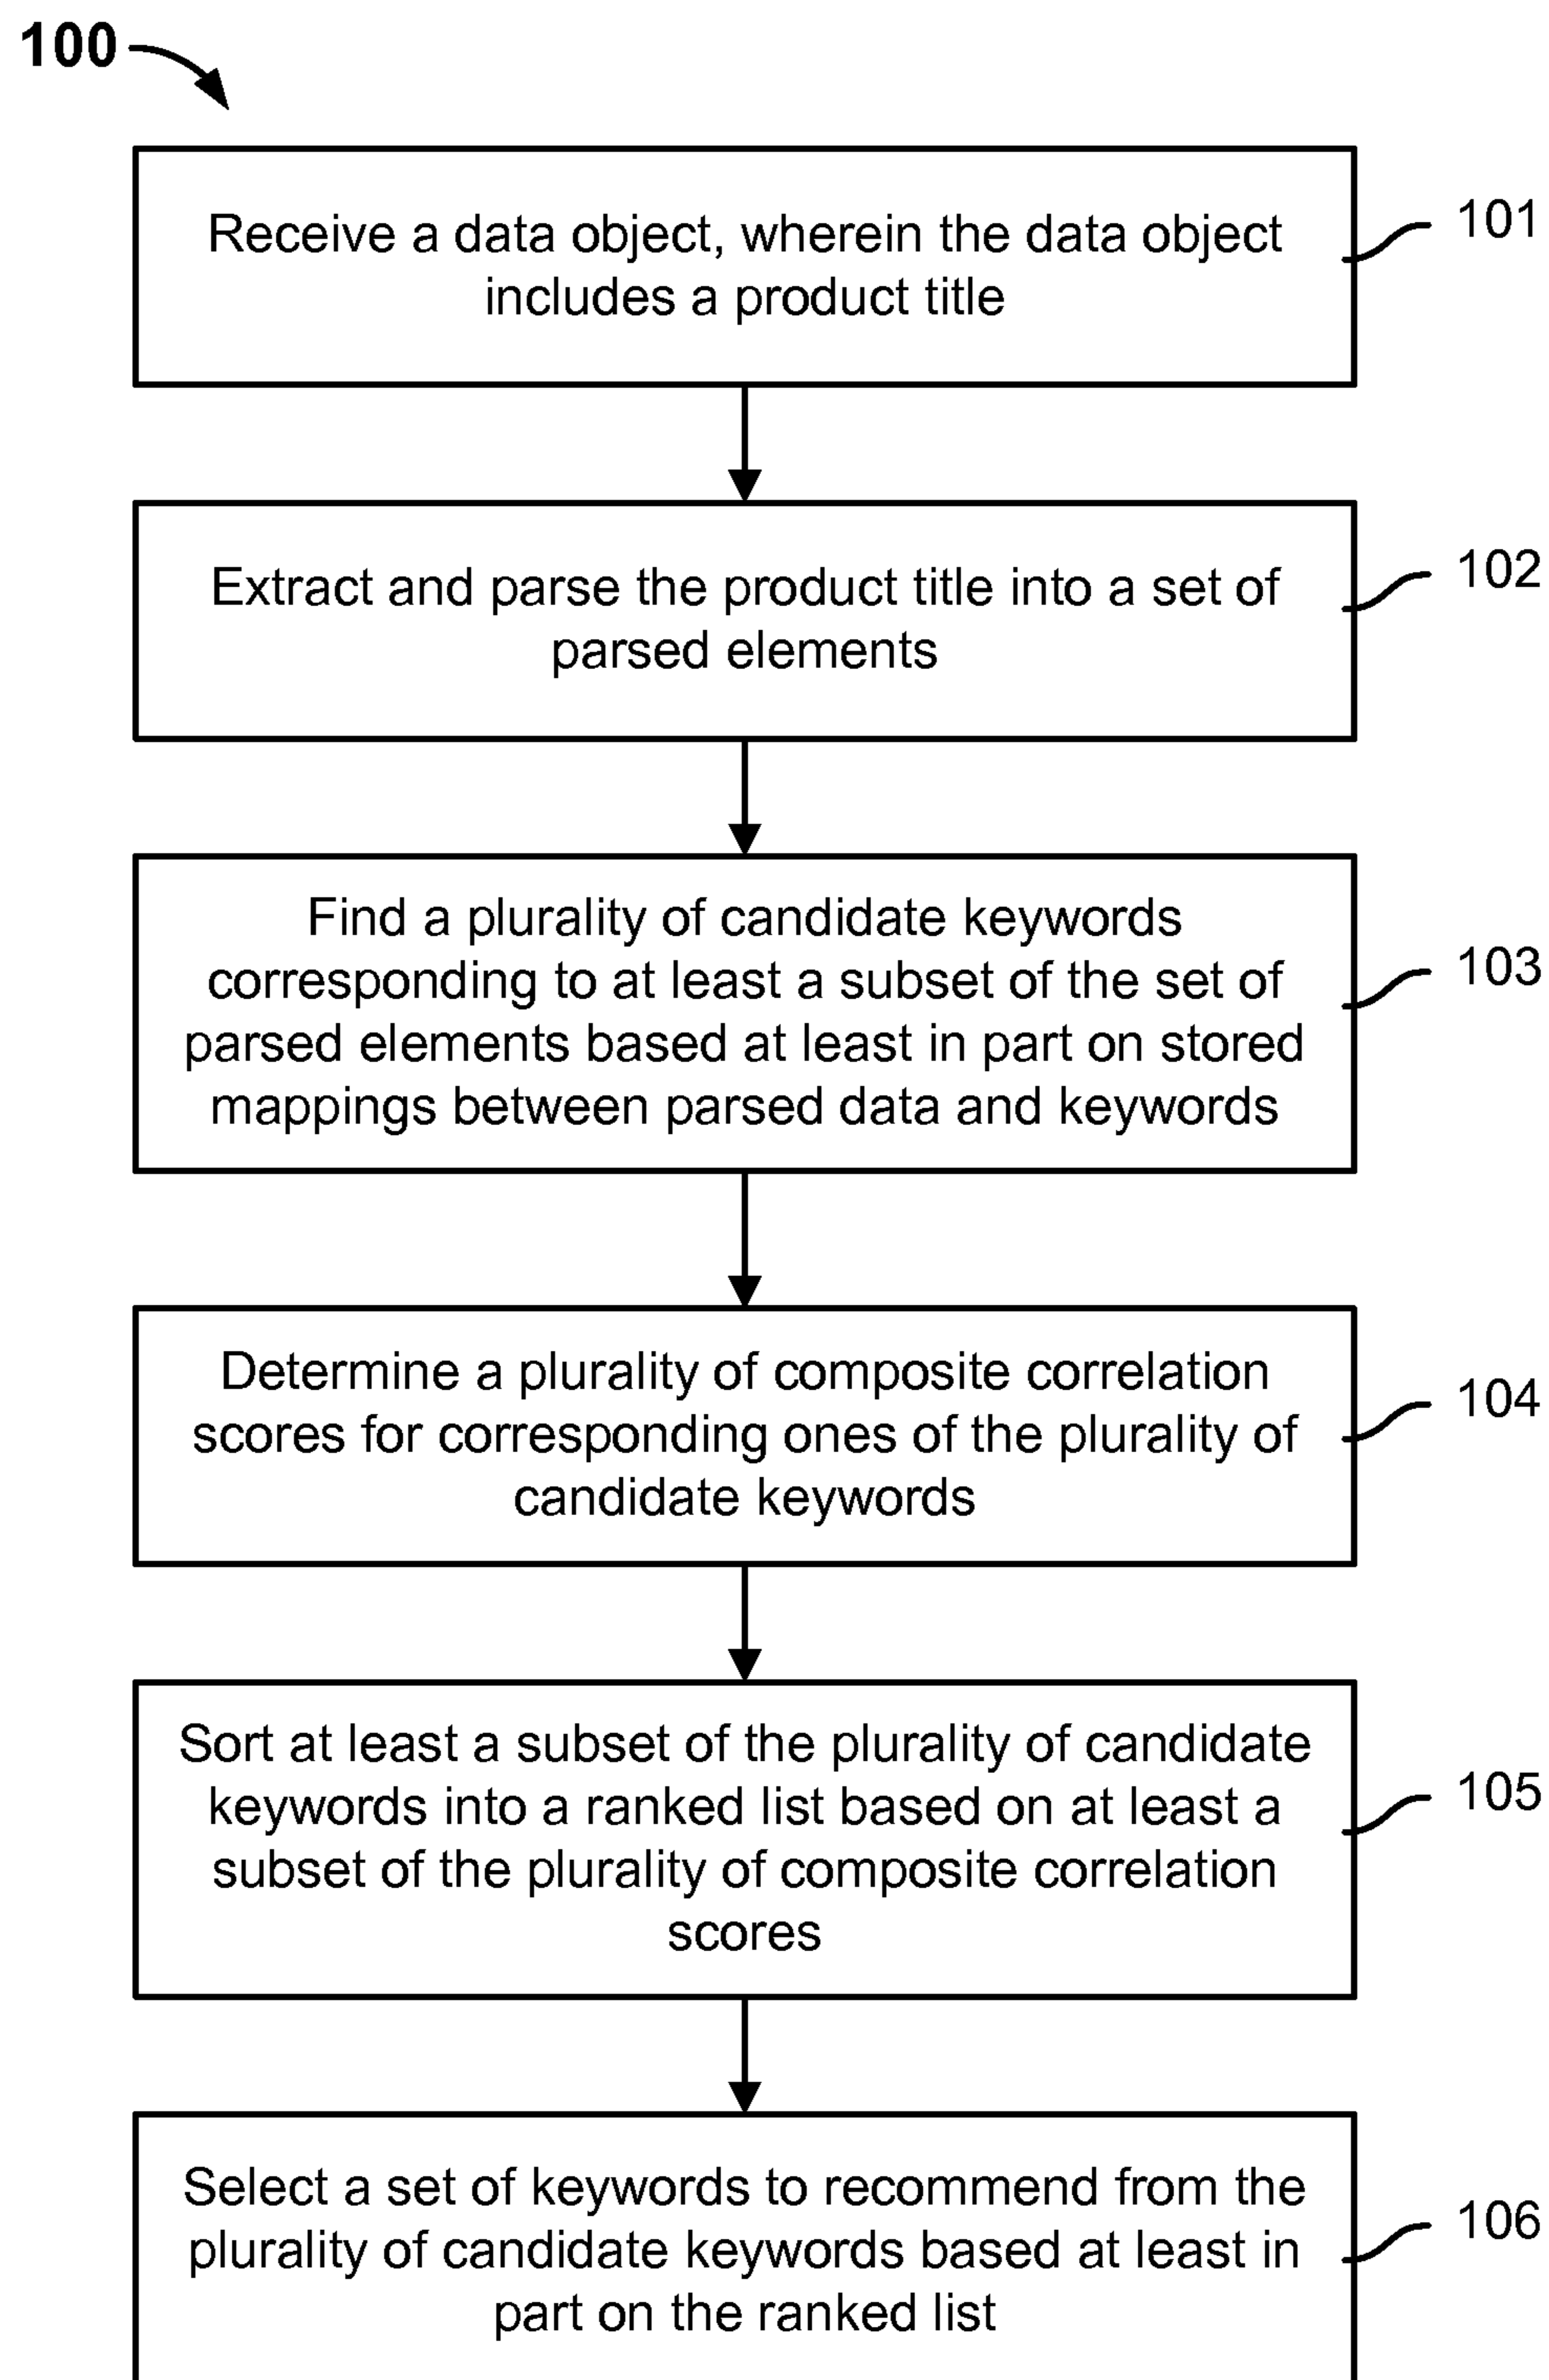 100
Receive a data object, wherein the data object
includes a product title
101
Extract and parse the product title into a set of
parsed elements
102
Find a plurality of candidate keywords
corresponding to at least a subset of the set of
parsed elements based at least in part on stored
mappings between parsed data and keywords
103
Determine a plurality of composite correlation
scores for corresponding ones of the plurality of
candidate keywords
104
Sort at least a subset of the plurality of candidate
keywords into a ranked list based on at least a
subset of the plurality of composite correlation
scores
105
Select a set of keywords to recommend from the
plurality of candidate keywords based at least in
part on the ranked list
106